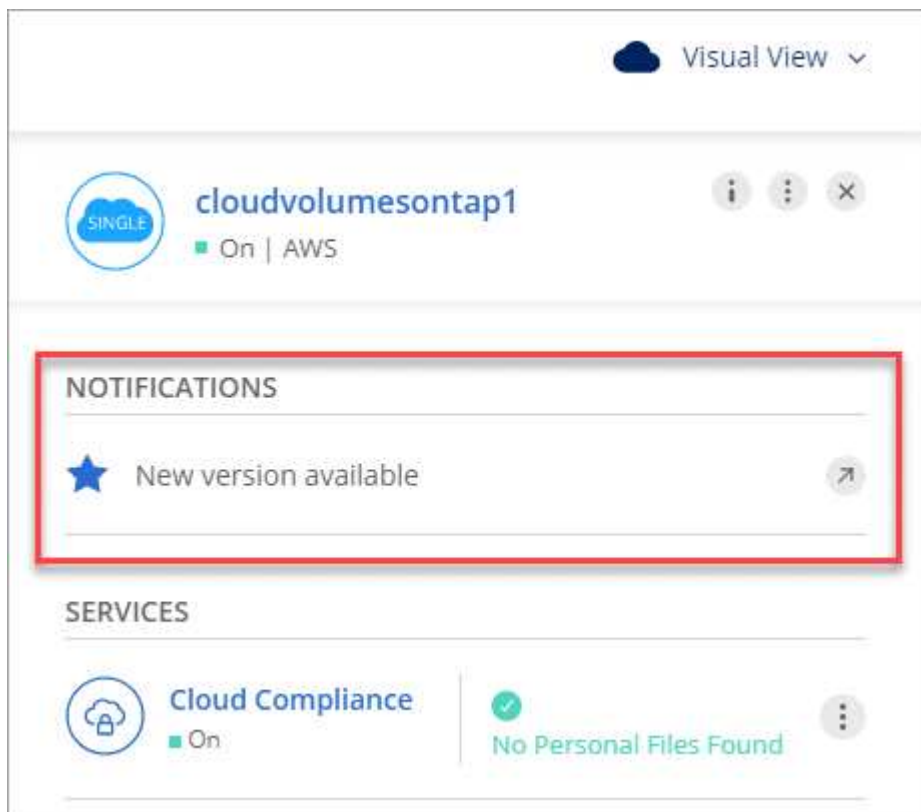 Visual View
SINGLE
cloudvolumesontap1
On | AWS
NOTIFICATIONS
New version available
SERVICES
Cloud Compliance
On
No Personal Files Found